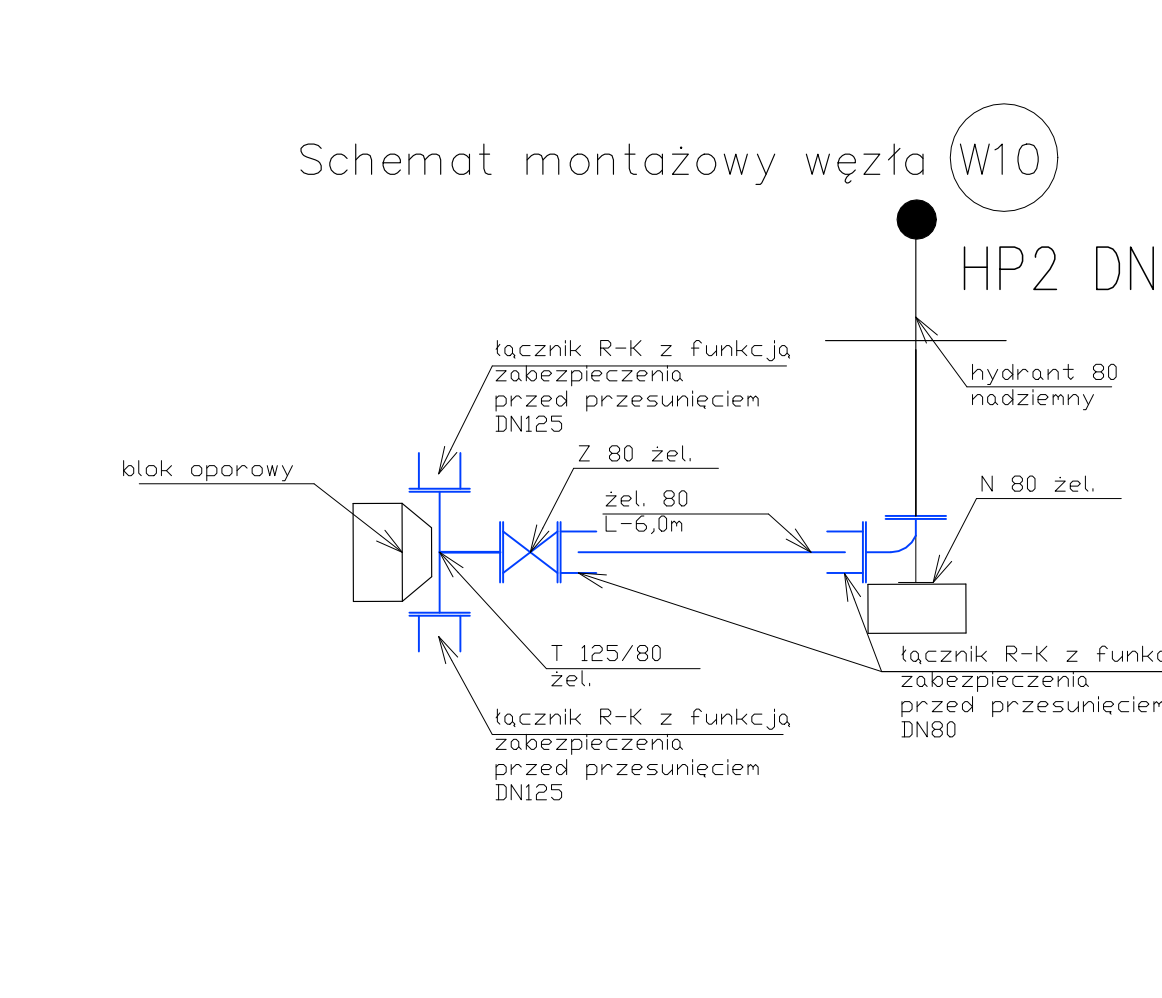 Schemat montażowy węzła W10
HP2 DN
łącznik R-K z funkcją
zabezpieczenia
przed przesunięciem
DN125
hydrant 80
nadziemny
blok oporowy
Z 80 żel.
żel. 80
L-6,0m
N 80 żel.
T 125/80
żel.
łącznik R-K z funkc
zabezpieczenia
przed przesunięciem
DN80
łącznik R-K z funkcją
zabezpieczenia
przed przesunięciem
DN125